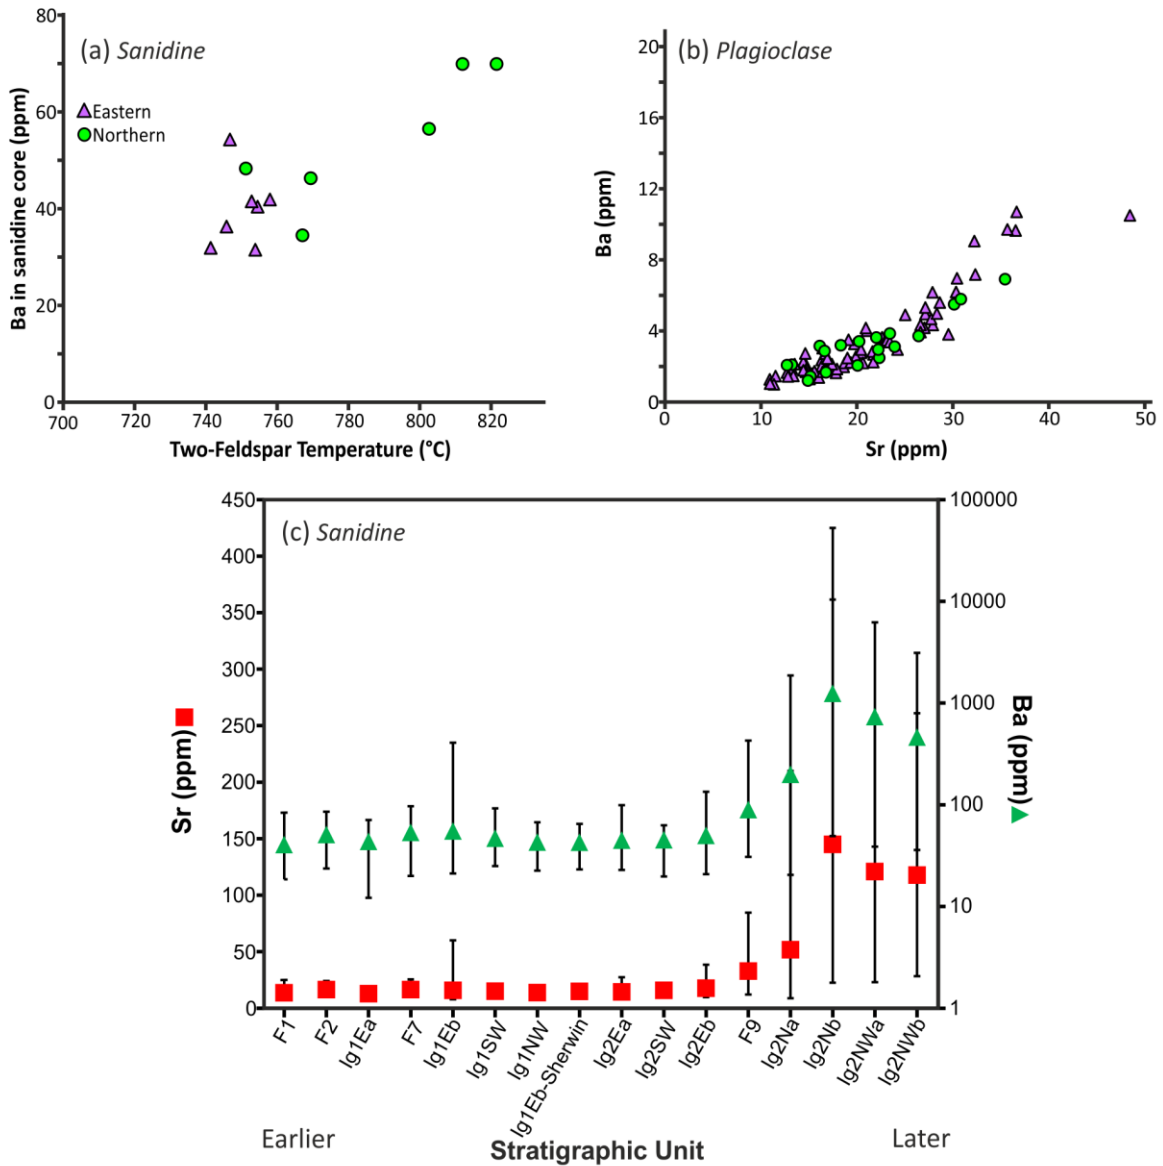 (a) Sanidine
Ba in sanidine core (ppm)
80
60
40
20
0
Eastern
Northern
700
720
740
760
780
800
820
Two-Feldspar Temperature (°C)
(b) Plagioclase
Ba (ppm)
20
16
12
8
4
0
0
10
20
30
40
50
Sr (ppm)
(c) Sanidine
Sr (ppm)
450
400
350
300
250
200
150
100
50
0
100000
10000
1000
100
10
1
Ba (ppm)
F1
F2
Ig1Ea
F7
Ig1Eb
Ig1SW
Ig1NW
Ig1Eb-Sherwin
Ig2Ea
Ig2SW
Ig2Eb
F9
Ig2Na
Ig2Nb
Ig2NWa
Ig2NWb
Earlier
Stratigraphic Unit
Later